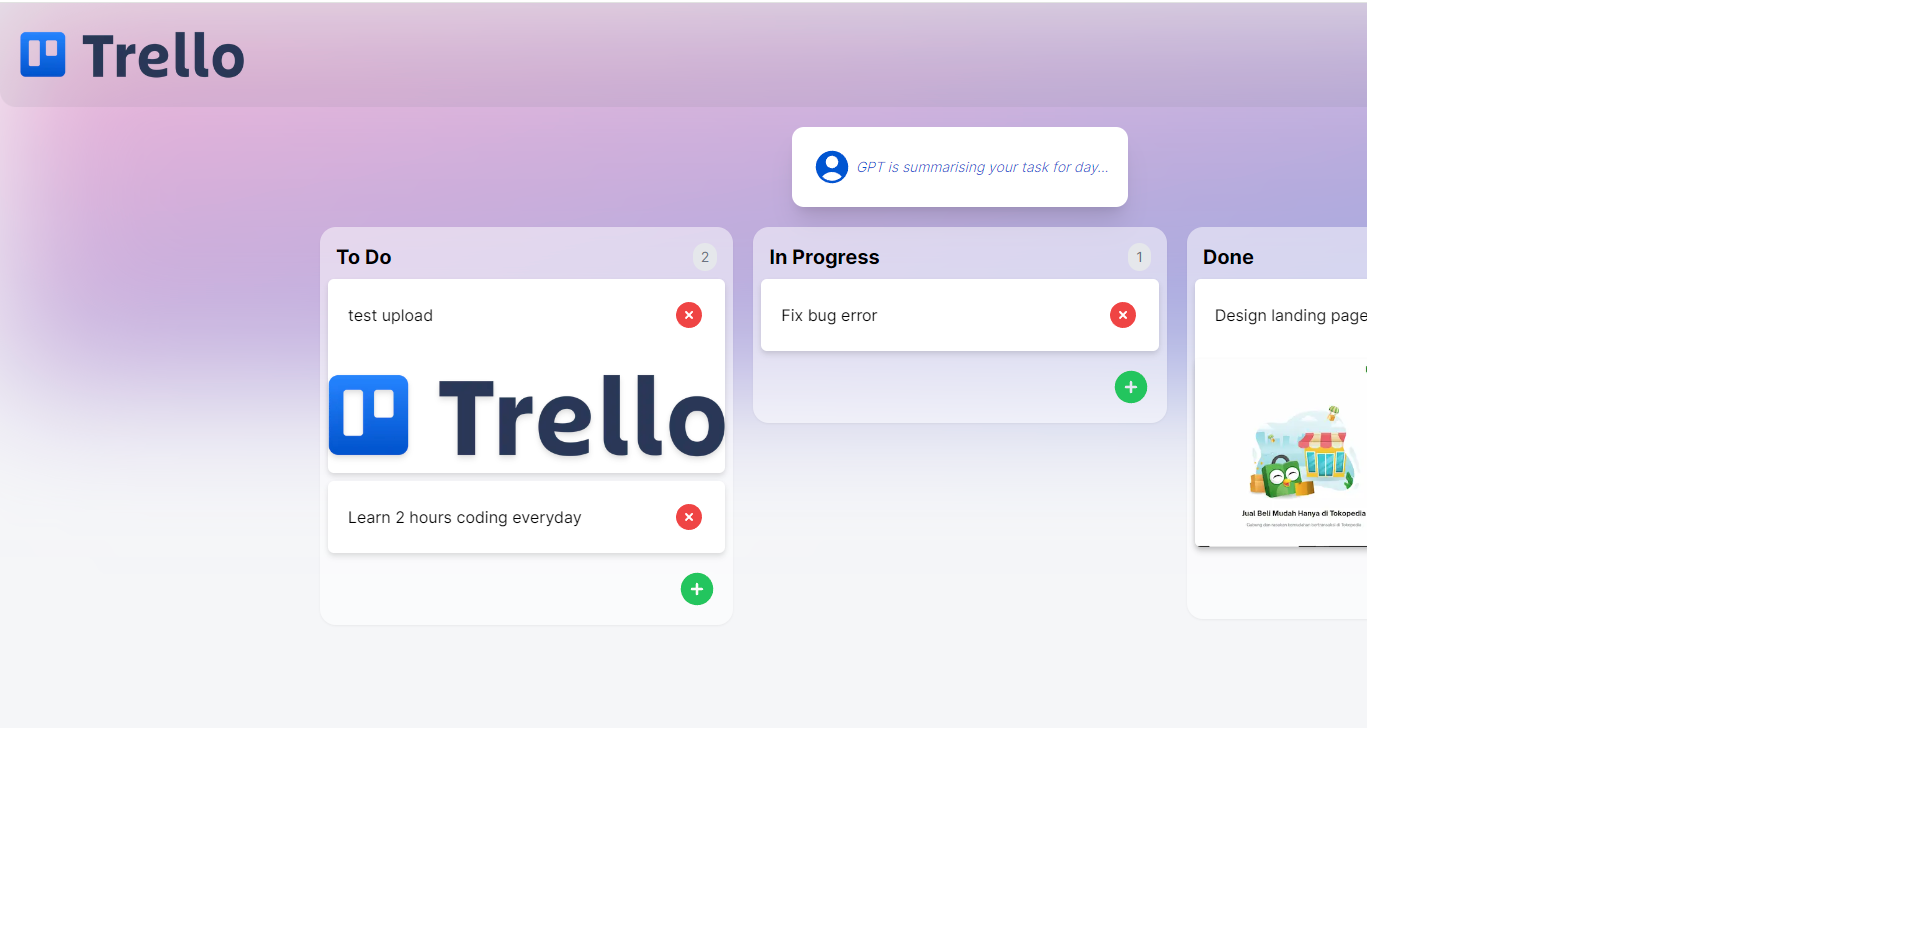 Trello
GPT is summarising your task for day...
To Do
2
test upload
Trello
Learn 2 hours coding everyday
In Progress
1
Fix bug error
Done
Design landing page
Jual Beli Mudah Hanya di Tokopedia